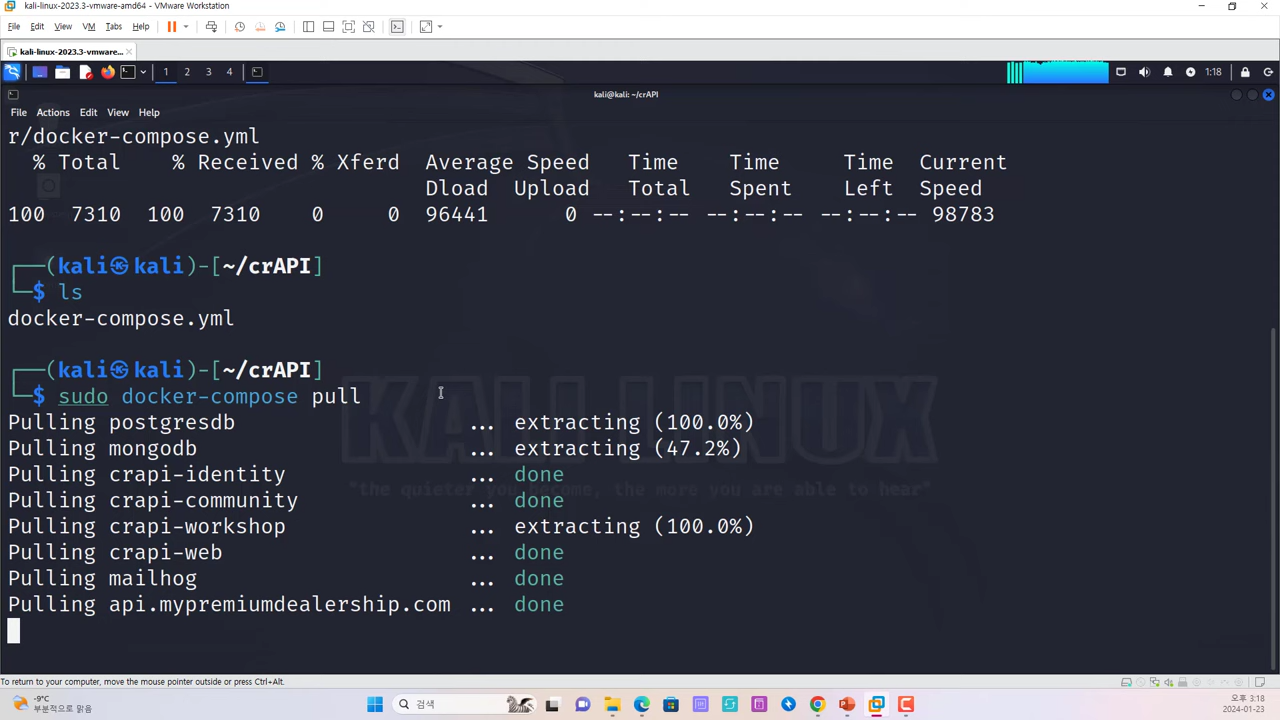 kali-linux-2023.3-vmware-amd64 - VMware Workstation
File Edit View VM Tabs Help
kali-linux-2023.3-vmware...
1 2 3 4
1:18
kali@kali: ~/crAPI
File Actions Edit View Help
r/docker-compose.yml
% Total % Received % Xferd Average Speed Time Time Time Current
Dload Upload Total Spent Left Speed
100 7310 100 7310 0 0 96441 0 --:--:-- --:--:-- --:--:-- 98783
┌──(kali㉿kali)-[~/crAPI]
└─$ ls
docker-compose.yml
┌──(kali㉿kali)-[~/crAPI]
└─$ sudo docker-compose pull
Pulling postgresdb ... extracting (100.0%)
Pulling mongodb ... extracting (47.2%)
Pulling crapi-identity ... done
Pulling crapi-community ... done
Pulling crapi-workshop ... extracting (100.0%)
Pulling crapi-web ... done
Pulling mailhog ... done
Pulling api.mypremiumdealership.com ... done
KALI LINUX
"the quieter you become, the more you are able to hear"
To return to your computer, move the mouse pointer outside or press Ctrl+Alt.
-9°C
부분적으로 맑음
검색
오후 3:18
2024-01-23